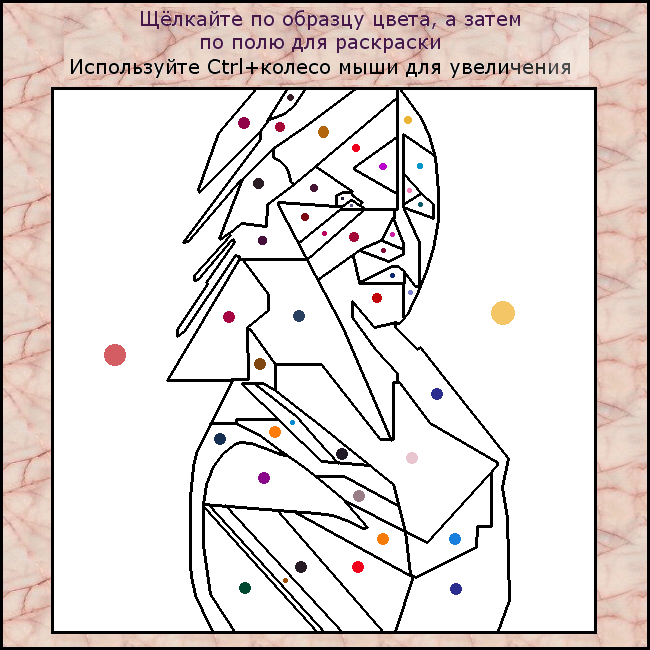 Щёлкайте по образцу цвета, а затем
по полю для раскраски
Используйте Ctrl+колесо мыши для увеличения